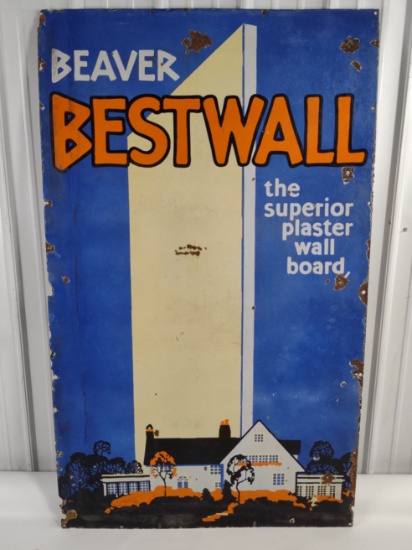 BEAVER
BESTWALL
the
superior
plaster
wall
board,